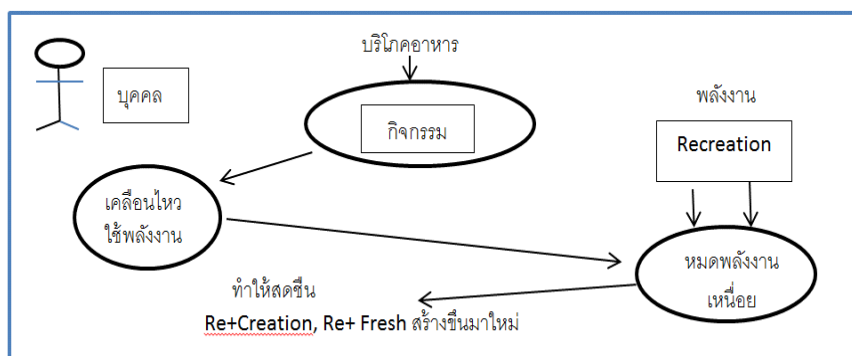 บริโภคอาหาร
บุคคล
กิจกรรม
พลังงาน
Recreation
เคลื่อนไหว
ใช้พลังงาน
หมดพลังงาน
เหนื่อย
ทำให้สดชื่น
Re+Creation, Re+ Fresh สร้างขึ้นมาใหม่